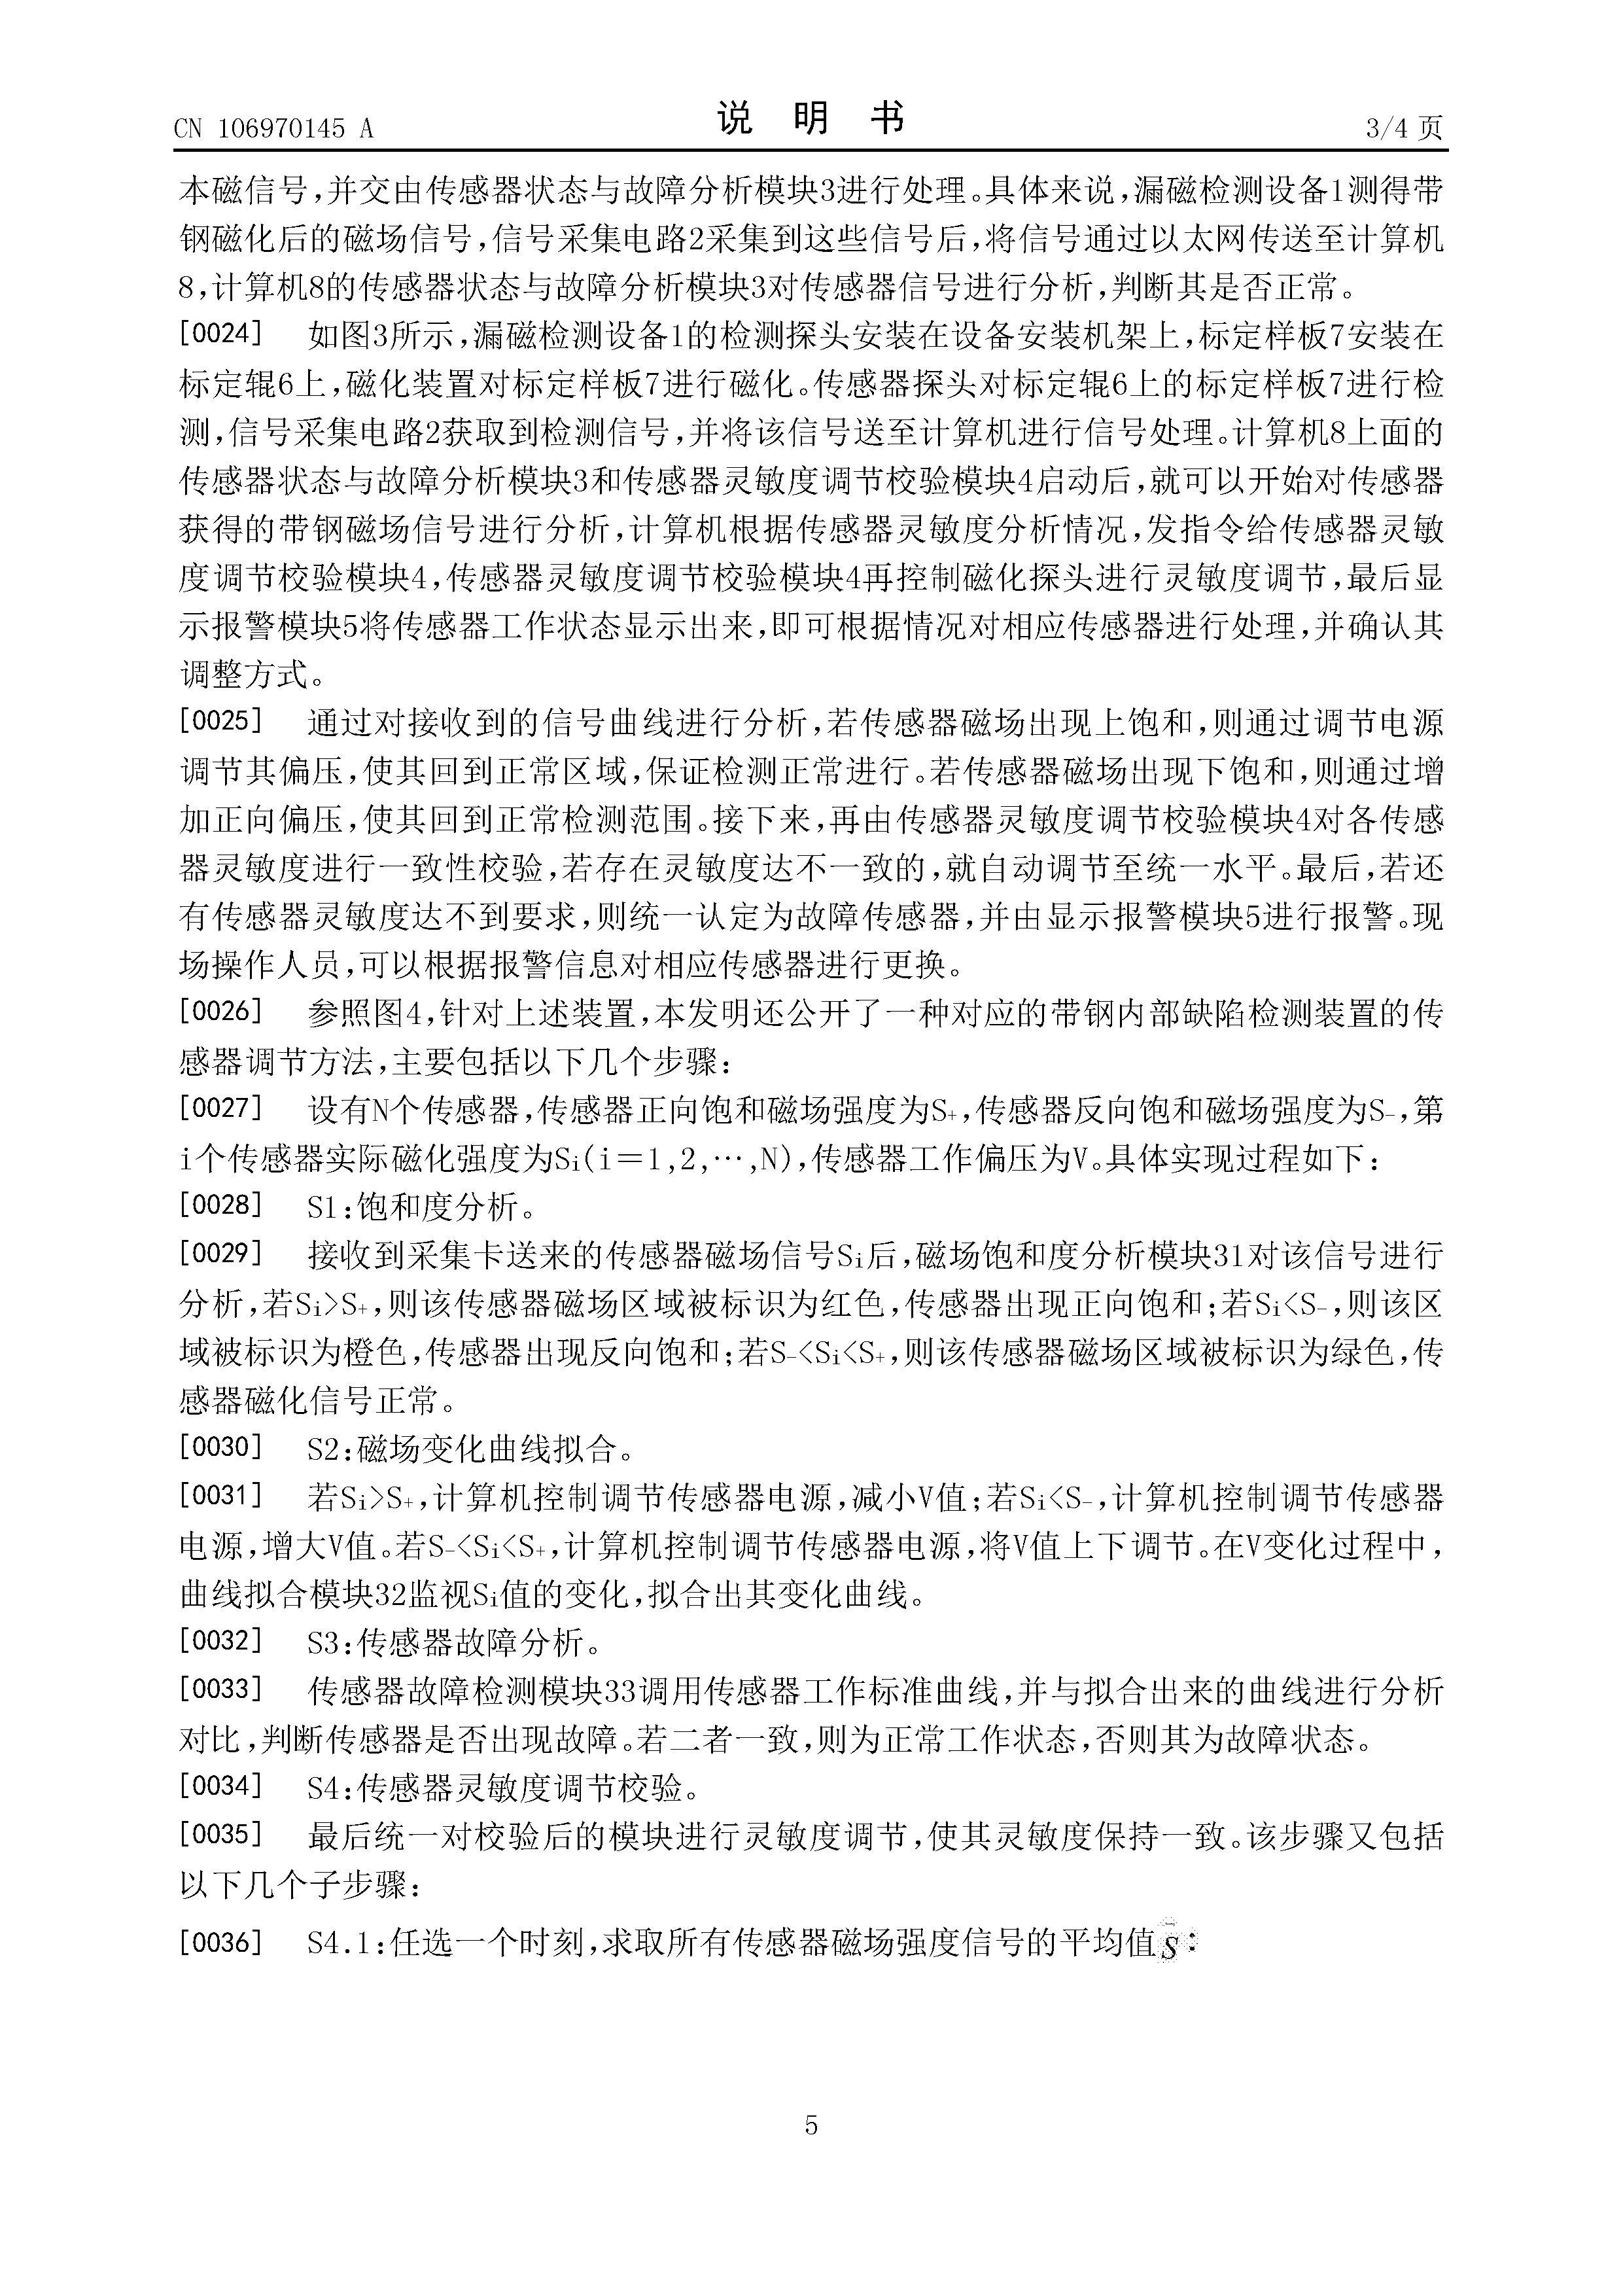 CN 106970145 A
说 明 书
3/4 页
本磁信号,并交由传感器状态与故障分析模块3进行处理。具体来说,漏磁检测设备1测得带
钢磁化后的磁场信号,信号采集电路2采集到这些信号后,将信号通过以太网传送至计算机
8,计算机8的传感器状态与故障分析模块3对传感器信号进行分析,判断其是否正常。
[0024] 如图3所示,漏磁检测设备1的检测探头安装在设备安装机架上,标定样板7安装在
标定辊6上,磁化装置对标定样板7进行磁化。传感器探头对标定辊6上的标定样板7进行检
测,信号采集电路2获取到检测信号,并将该信号送至计算机进行信号处理。计算机8上面的
传感器状态与故障分析模块3和传感器灵敏度调节校验模块4启动后,就可以开始对传感器
获得的带钢磁场信号进行分析,计算机根据传感器灵敏度分析情况,发指令给传感器灵敏
度调节校验模块4,传感器灵敏度调节校验模块4再控制磁化探头进行灵敏度调节,最后显
示报警模块5将传感器工作状态显示出来,即可根据情况对相应传感器进行处理,并确认其
调整方式。
[0025] 通过对接收到的信号曲线进行分析,若传感器磁场出现上饱和,则通过调节电源
调节其偏压,使其回到正常区域,保证检测正常进行。若传感器磁场出现下饱和,则通过增
加正向偏压,使其回到正常检测范围。接下来,再由传感器灵敏度调节校验模块4对各传感
器灵敏度进行一致性校验,若存在灵敏度达不一致的,就自动调节至统一水平。最后,若还
有传感器灵敏度达不到要求,则统一认定为故障传感器,并由显示报警模块5进行报警。现
场操作人员,可以根据报警信息对相应传感器进行更换。
[0026] 参照图4,针对上述装置,本发明还公开了一种对应的带钢内部缺陷检测装置的传
感器调节方法,主要包括以下几个步骤:
[0027] 设有N个传感器,传感器正向饱和磁场强度为S₊,传感器反向饱和磁场强度为S₋,第
i个传感器实际磁化强度为Sᵢ(i=1,2,…,N),传感器工作偏压为V。具体实现过程如下:
[0028] S1:饱和度分析。
[0029] 接收到采集卡送来的传感器磁场信号Sᵢ后,磁场饱和度分析模块31对该信号进行
分析,若Sᵢ>S₊,则该传感器磁场区域被标识为红色,传感器出现正向饱和;若Sᵢ<S₋,则该区
域被标识为橙色,传感器出现反向饱和;若S₋<Sᵢ<S₊,则该传感器磁场区域被标识为绿色,传
感器磁化信号正常。
[0030] S2:磁场变化曲线拟合。
[0031] 若Sᵢ>S₊,计算机控制调节传感器电源,减小V值;若Sᵢ<S₋,计算机控制调节传感器
电源,增大V值。若S₋<Sᵢ<S₊,计算机控制调节传感器电源,将V值上下调节。在V变化过程中,
曲线拟合模块32监视Sᵢ值的变化,拟合出其变化曲线。
[0032] S3:传感器故障分析。
[0033] 传感器故障检测模块33调用传感器工作标准曲线,并与拟合出来的曲线进行分析
对比,判断传感器是否出现故障。若二者一致,则为正常工作状态,否则其为故障状态。
[0034] S4:传感器灵敏度调节校验。
[0035] 最后统一对校验后的模块进行灵敏度调节,使其灵敏度保持一致。该步骤又包括
以下几个子步骤:
[0036] S4.1:任选一个时刻,求取所有传感器磁场强度信号的平均值s̄:
5